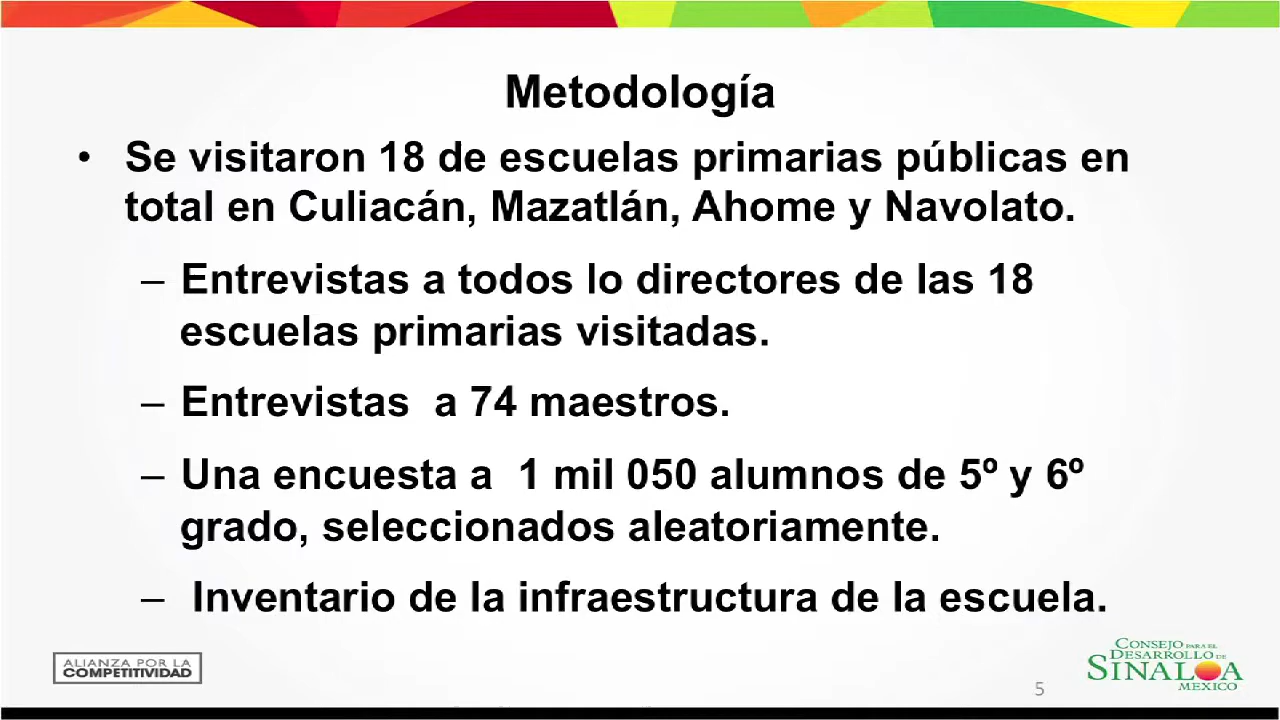 Metodología
• Se visitaron 18 de escuelas primarias públicas en
total en Culiacán, Mazatlán, Ahome y Navolato.
– Entrevistas a todos lo directores de las 18
escuelas primarias visitadas.
– Entrevistas  a 74 maestros.
– Una encuesta a  1 mil 050 alumnos de 5º y 6º
grado, seleccionados aleatoriamente.
–  Inventario de la infraestructura de la escuela.
ALIANZA POR LA
COMPETITIVIDAD
5
CONSEJO PARA EL
DESARROLLO DE
SINALOA
MÉXICO